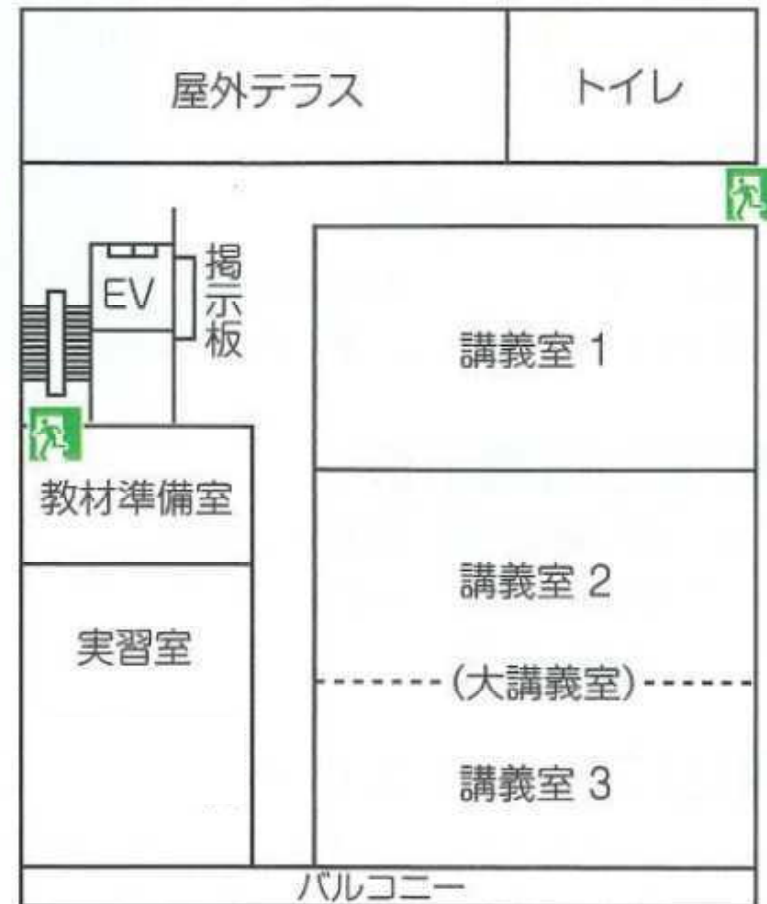 屋外テラス
トイレ
EV
掲示板
講義室 1
教材準備室
講義室 2
実習室
(大講義室)
講義室 3
バルコニー